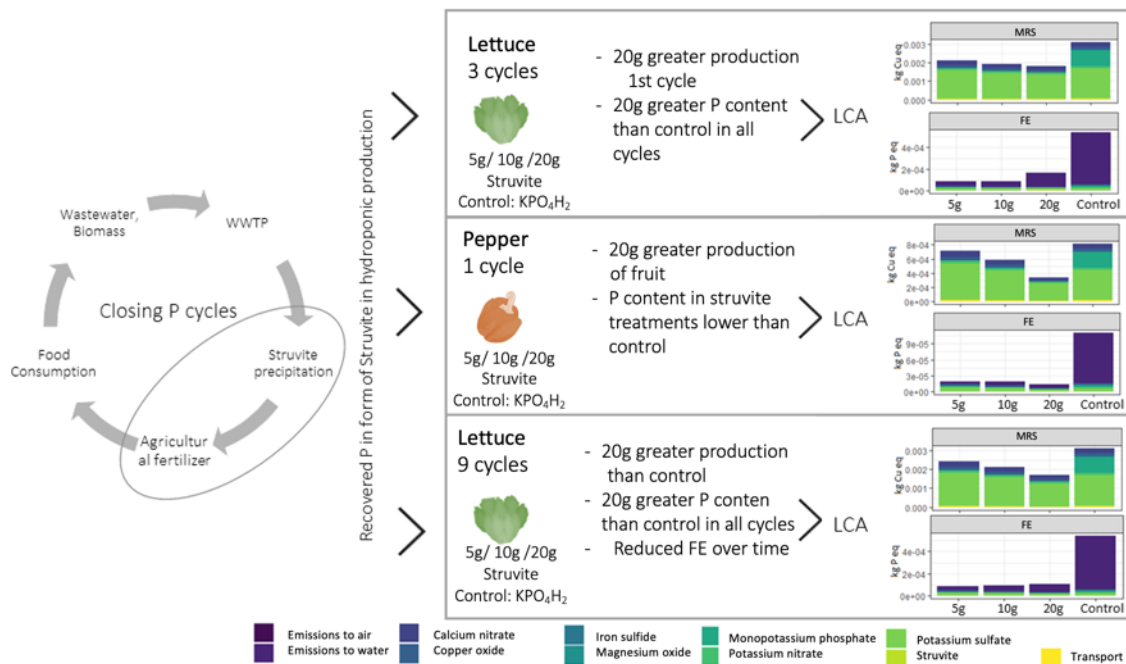 Closing P cycles
Wastewater,
Biomass
WWTP
Struvite
precipitation
Agricultur
al fertilizer
Food
Consumption
Recovered P in form of Struvite in hydroponic production
Lettuce
3 cycles
5g/ 10g /20g
Struvite
Control: KPO₄H₂
- 20g greater production
1st cycle
- 20g greater P content
than control in all
cycles
LCA
MRS
kg Cu eq
0.003
0.002
0.001
0.000
FE
kg P eq
4e-04
2e-04
0e+00
5g 10g 20g Control
Pepper
1 cycle
5g/ 10g /20g
Struvite
Control: KPO₄H₂
- 20g greater production
of fruit
- P content in struvite
treatments lower than
control
LCA
MRS
kg Cu eq
8e-04
6e-04
4e-04
2e-04
0e+00
FE
kg P eq
9e-05
6e-05
3e-05
0e+00
5g 10g 20g Control
Lettuce
9 cycles
5g/ 10g /20g
Struvite
Control: KPO₄H₂
- 20g greater production
than control
- 20g greater P conten
than control in all cycles
- Reduced FE over time
LCA
MRS
kg Cu eq
0.003
0.002
0.001
0.000
FE
kg P eq
4e-04
2e-04
0e+00
5g 10g 20g Control
Emissions to air
Emissions to water
Calcium nitrate
Copper oxide
Iron sulfide
Magnesium oxide
Monopotassium phosphate
Potassium nitrate
Potassium sulfate
Struvite
Transport